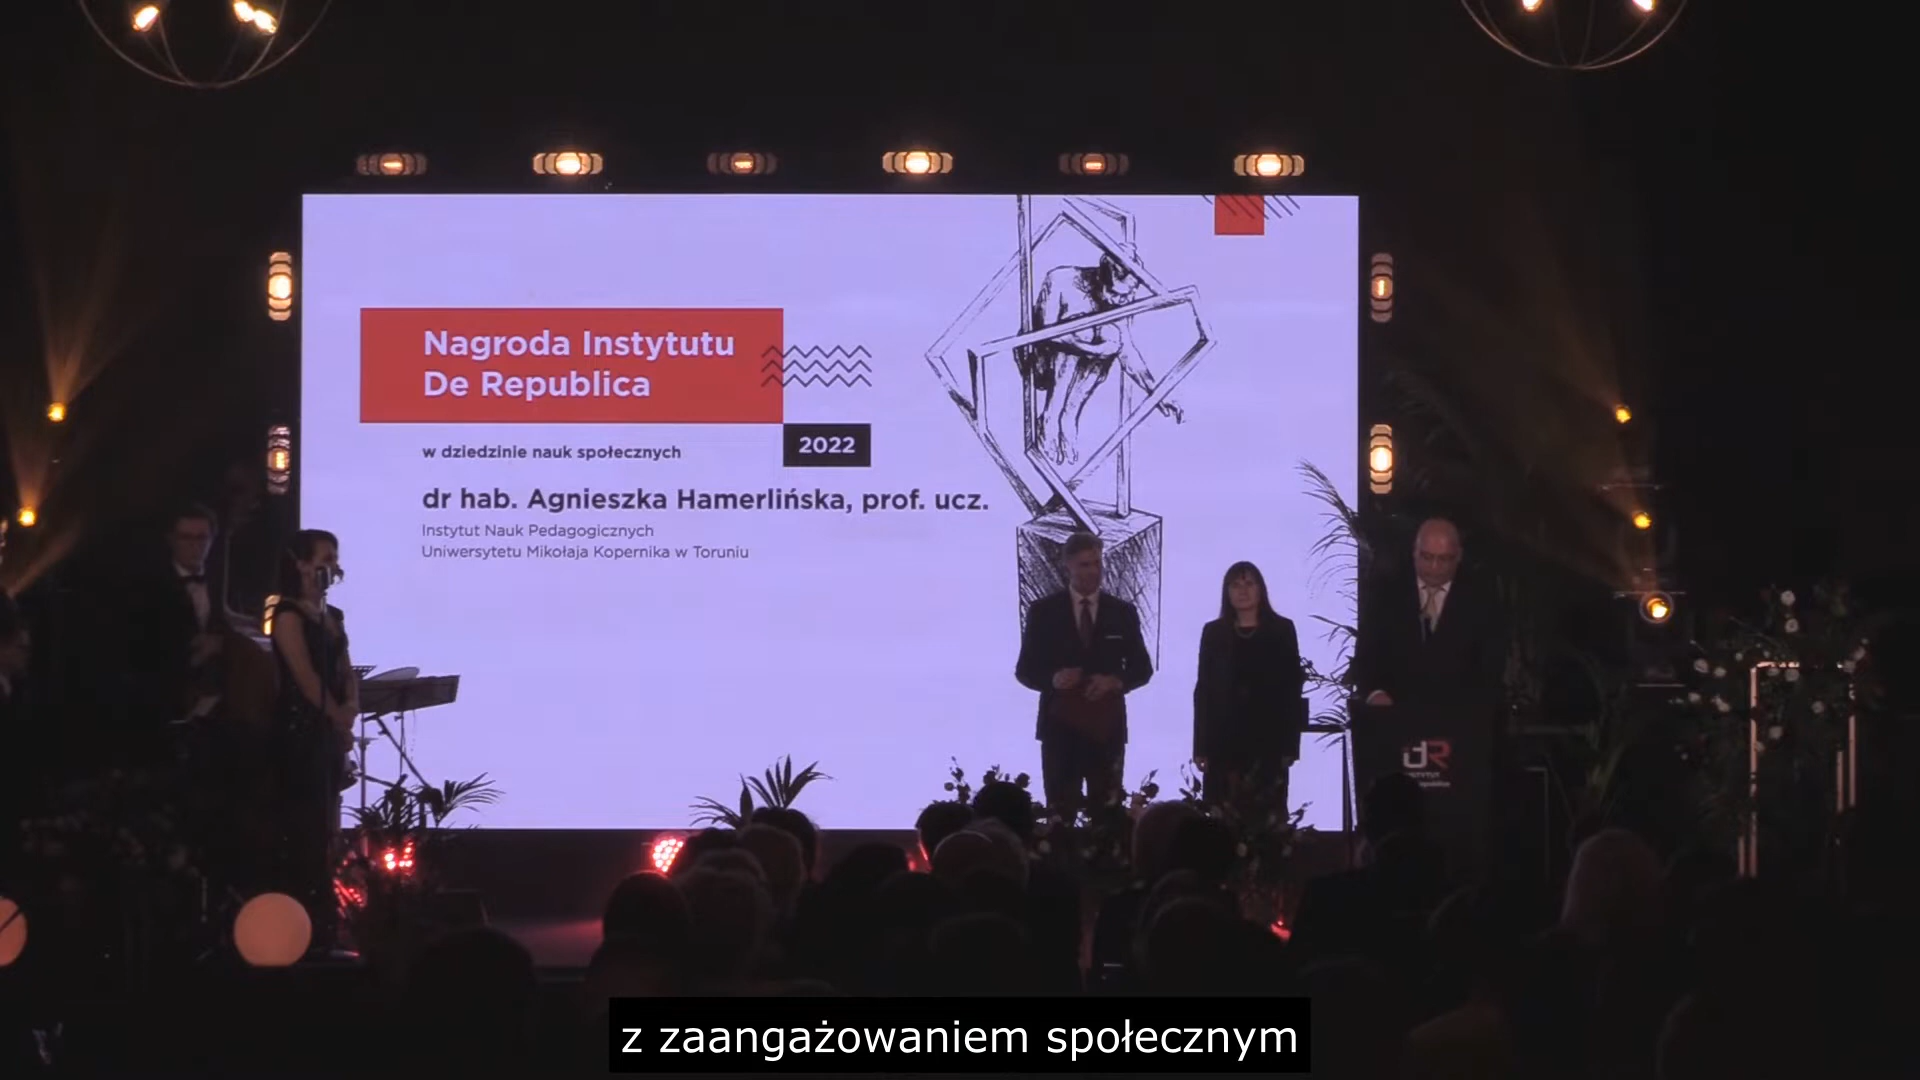 Nagroda Instytutu
De Republica
2022
w dziedzinie nauk społecznych
dr hab. Agnieszka Hamerlińska, prof. ucz.
Instytut Nauk Pedagogicznych
Uniwersytetu Mikołaja Kopernika w Toruniu
z zaangażowaniem społecznym